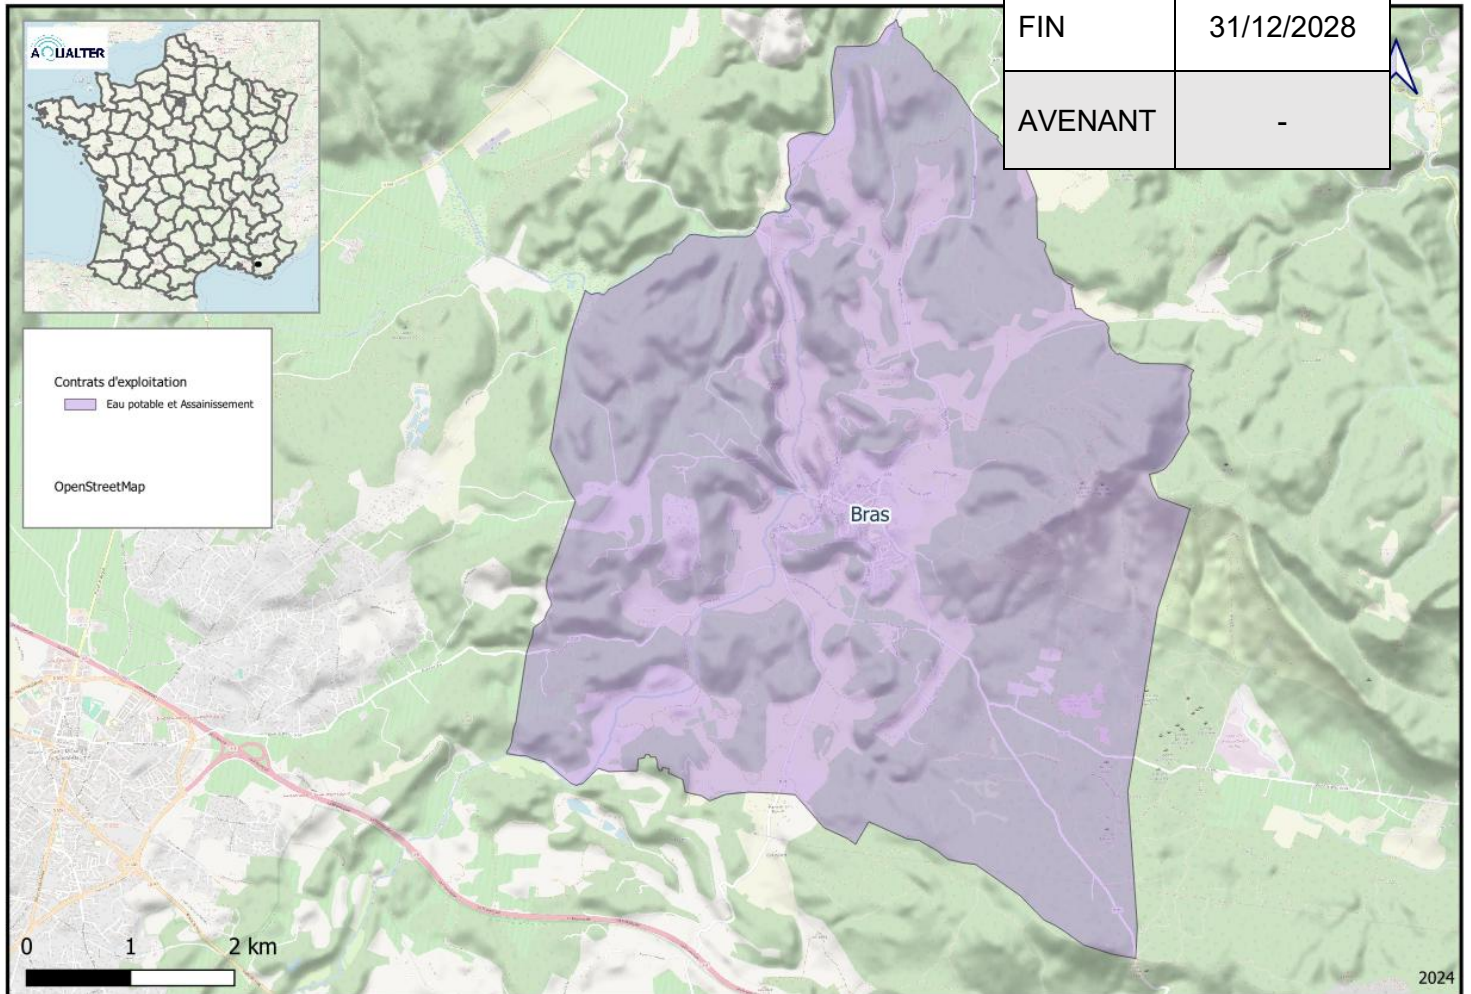 FIN 31/12/2028
AVENANT -
AQUALTER
Contrats d'exploitation
Eau potable et Assainissement
OpenStreetMap
Bras
0 1 2 km
2024